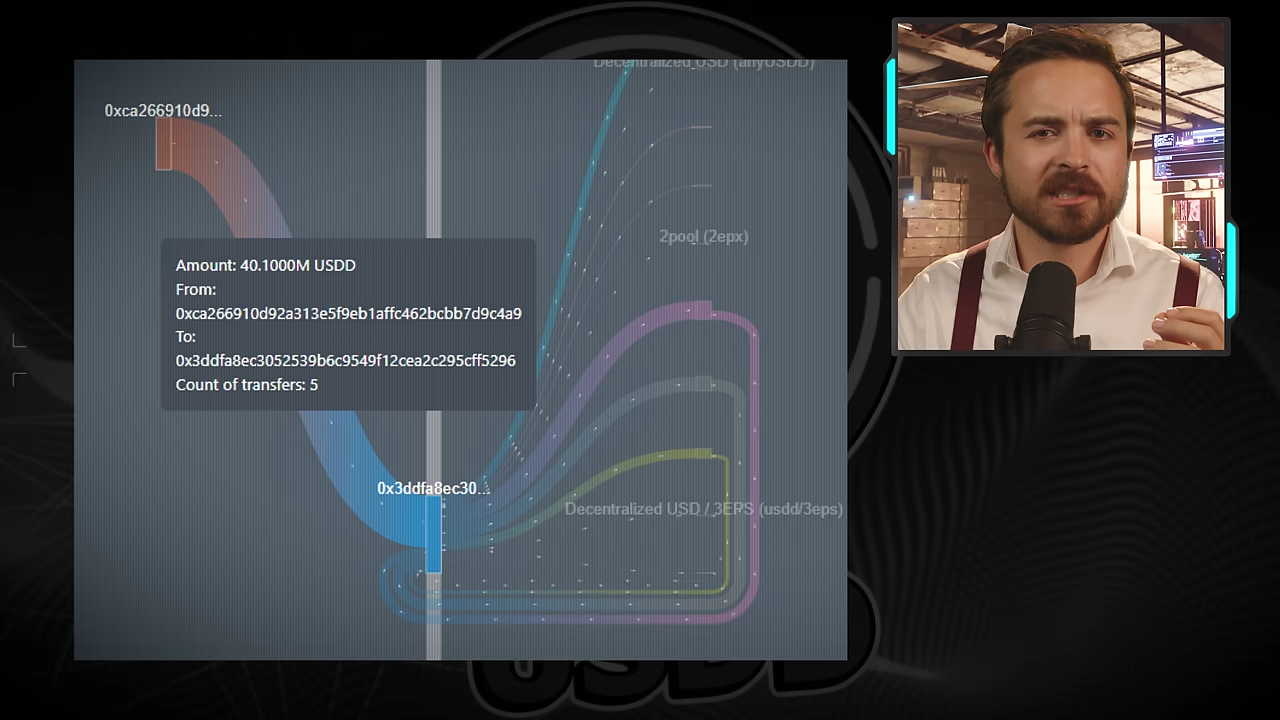 Decentralized USD (anyUSDD)
0xca266910d9...
2pool (2epx)
Amount: 40.1000M USDD
From:
0xca266910d92a313e5f9eb1affc462bcbb7d9c4a9
To:
0x3ddfa8ec3052539b6c9549f12cea2c295cff5296
Count of transfers: 5
0x3ddfa8ec30...
Decentralized USD / 3EPS (usdd/3eps)
USDD